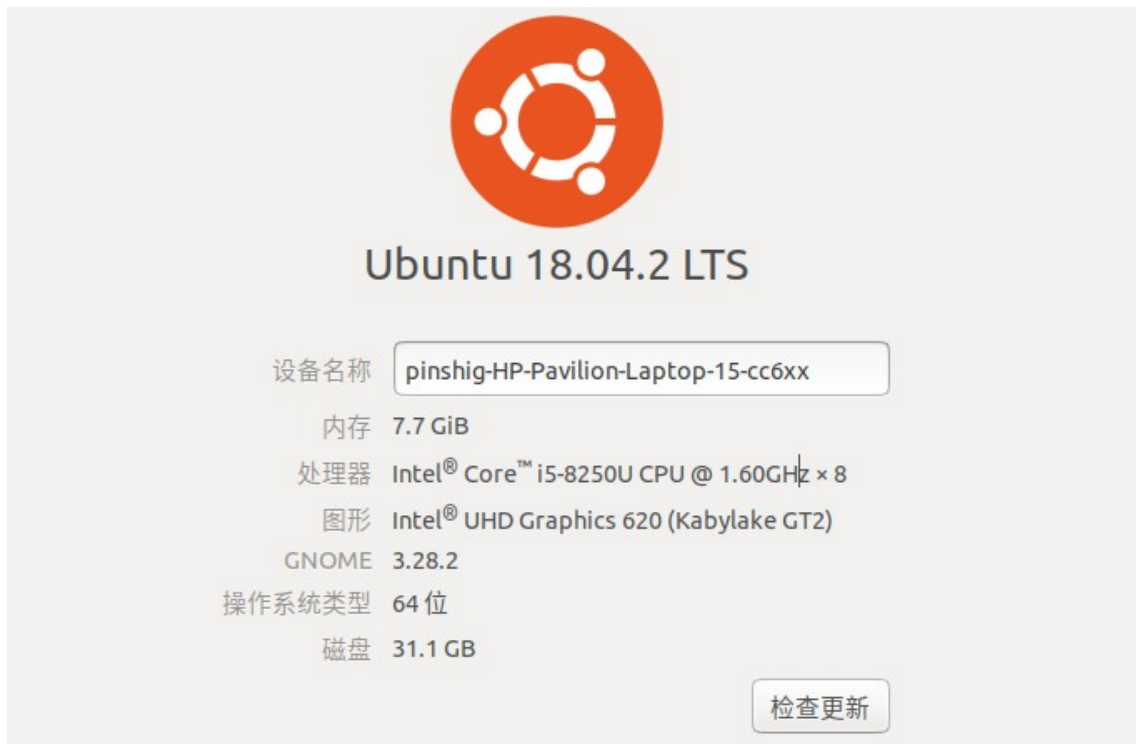 Ubuntu 18.04.2 LTS
设备名称 pinshig-HP-Pavilion-Laptop-15-cc6xx
内存 7.7 GiB
处理器 Intel® Core™ i5-8250U CPU @ 1.60GHz × 8
图形 Intel® UHD Graphics 620 (Kabylake GT2)
GNOME 3.28.2
操作系统类型 64 位
磁盘 31.1 GB
检查更新